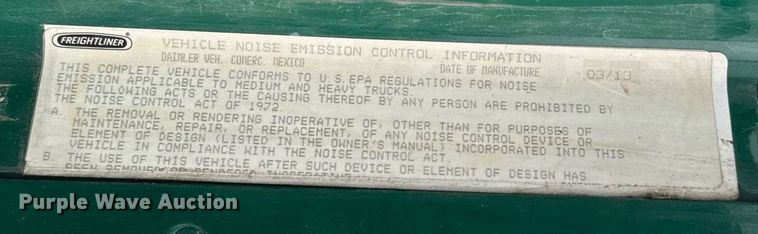 FREIGHTLINER
VEHICLE NOISE EMISSION CONTROL INFORMATION
DAIMLER VEH. COMERC. MEXICO DATE OF MANUFACTURE 03/13
THIS COMPLETE VEHICLE CONFORMS TO U.S.EPA REGULATIONS FOR NOISE
EMISSION APPLICABLE TO MEDIUM AND HEAVY TRUCKS.
THE FOLLOWING ACTS OR THE CAUSING THEREOF BY ANY PERSON ARE PROHIBITED BY
THE NOISE CONTROL ACT OF 1972.
A. THE REMOVAL OR RENDERING INOPERATIVE OF, OTHER THAN FOR PURPOSES OF
MAINTENANCE, REPAIR, OR REPLACEMENT, OF ANY NOISE CONTROL DEVICE OR
ELEMENT OF DESIGN (LISTED IN THE OWNER'S MANUAL) INCORPORATED INTO THIS
VEHICLE IN COMPLIANCE WITH THE NOISE CONTROL ACT.
B. THE USE OF THIS VEHICLE AFTER SUCH DEVICE OR ELEMENT OF DESIGN HAS
BEEN REMOVED OR RENDERED INOPERATIVE
Purple Wave Auction